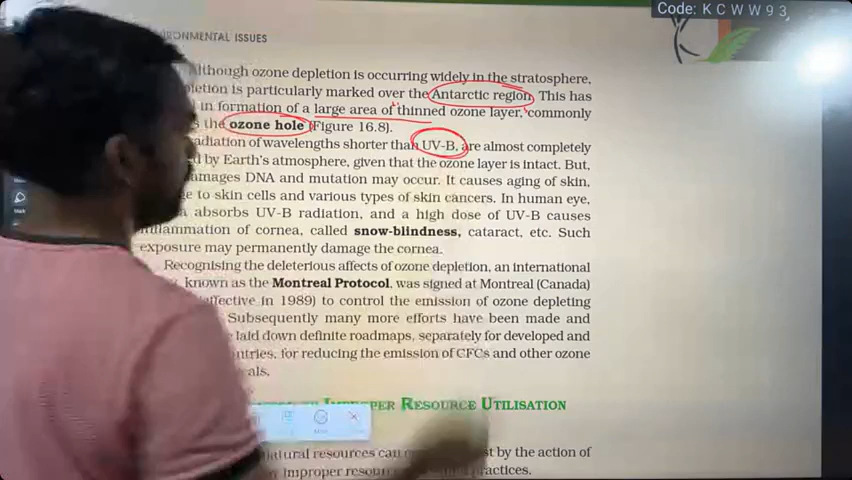 Code: K C W W 9 3
RONMENTAL ISSUES
lthough ozone depletion is occurring widely in the stratosphere,
letion is particularly marked over the Antarctic region. This has
in formation of a large area of thinned ozone layer, commonly
s the ozone hole (Figure 16.8).
adiation of wavelengths shorter than UV-B, are almost completely
d by Earth's atmosphere, given that the ozone layer is intact. But,
amages DNA and mutation may occur. It causes aging of skin,
ge to skin cells and various types of skin cancers. In human eye,
a absorbs UV-B radiation, and a high dose of UV-B causes
nflammation of cornea, called snow-blindness, cataract, etc. Such
exposure may permanently damage the cornea.
Recognising the deleterious affects of ozone depletion, an international
known as the Montreal Protocol, was signed at Montreal (Canada)
effective in 1989) to control the emission of ozone depleting
Subsequently many more efforts have been made and
laid down definite roadmaps, separately for developed and
ntries, for reducing the emission of CFCs and other ozone
als.
Improper Resource Utilisation
natural resources can st by the action of
y improper resour practices.